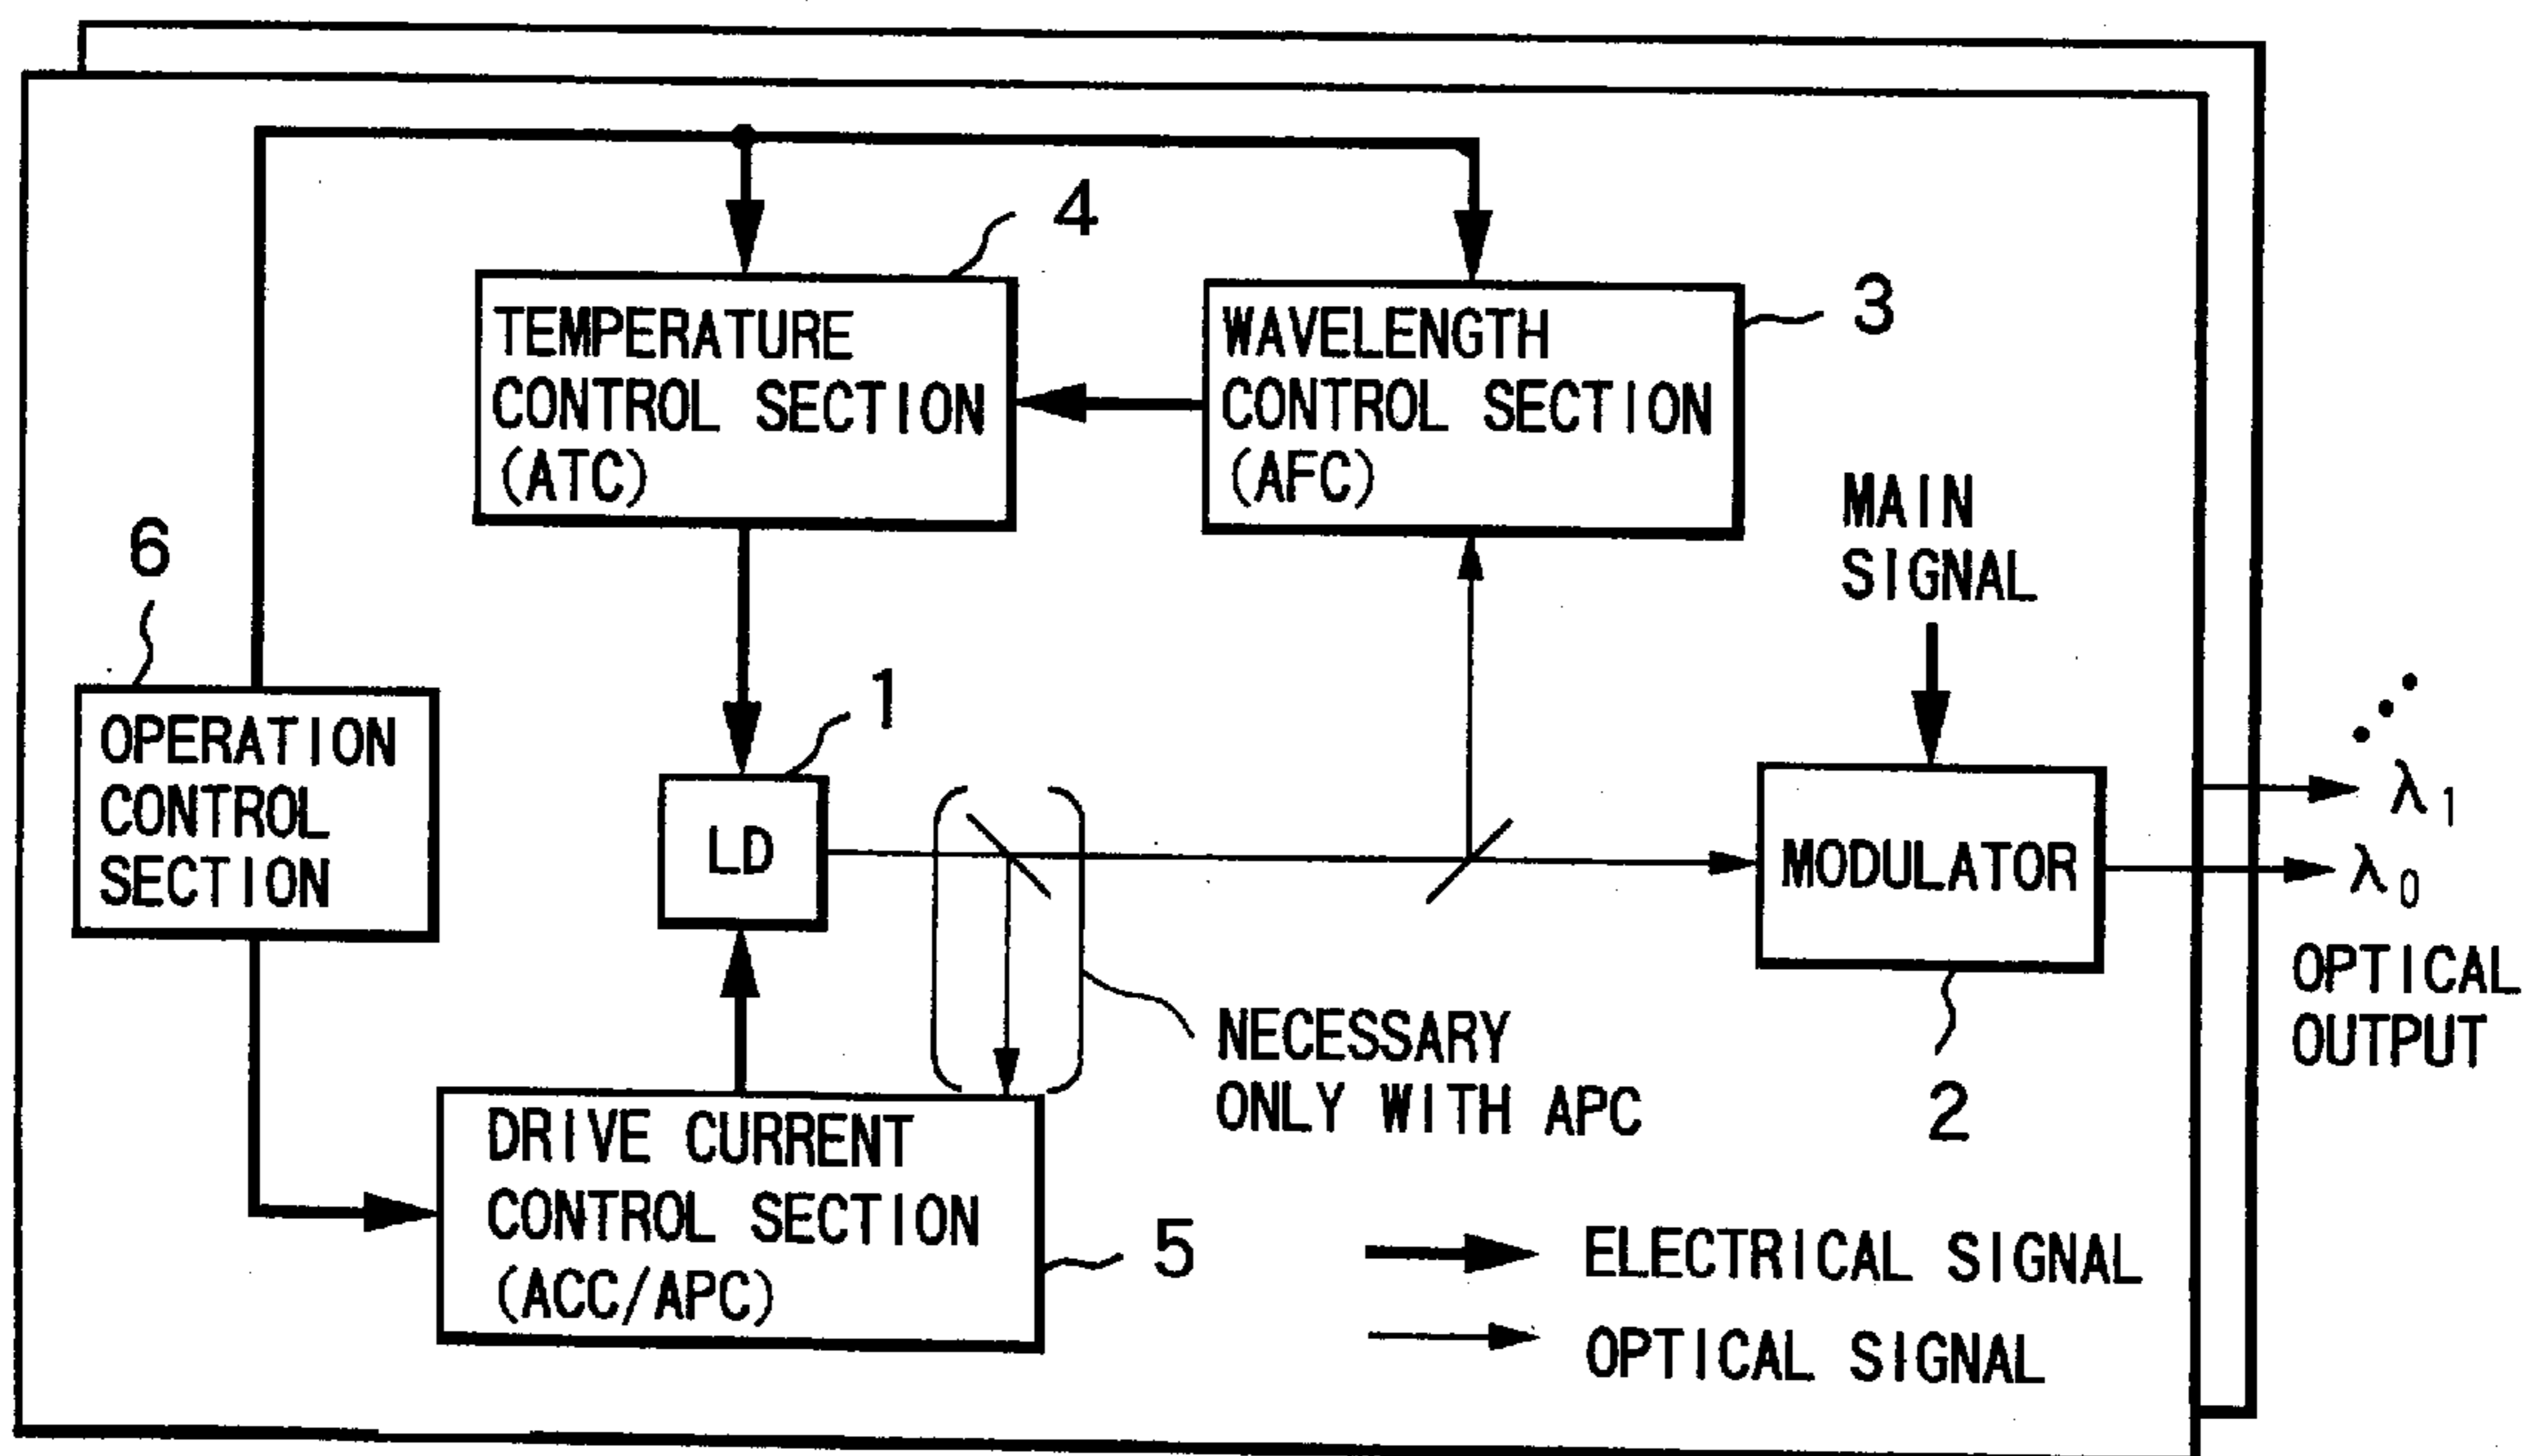 4
3
TEMPERATURE
CONTROL SECTION
(ATC)
WAVELENGTH
CONTROL SECTION
(AFC)
MAIN
SIGNAL
6
1
OPERATION
CONTROL
SECTION
LD
MODULATOR
λ1
λ0
OPTICAL
OUTPUT
NECESSARY
ONLY WITH APC
2
DRIVE CURRENT
CONTROL SECTION
(ACC/APC)
5
ELECTRICAL SIGNAL
OPTICAL SIGNAL